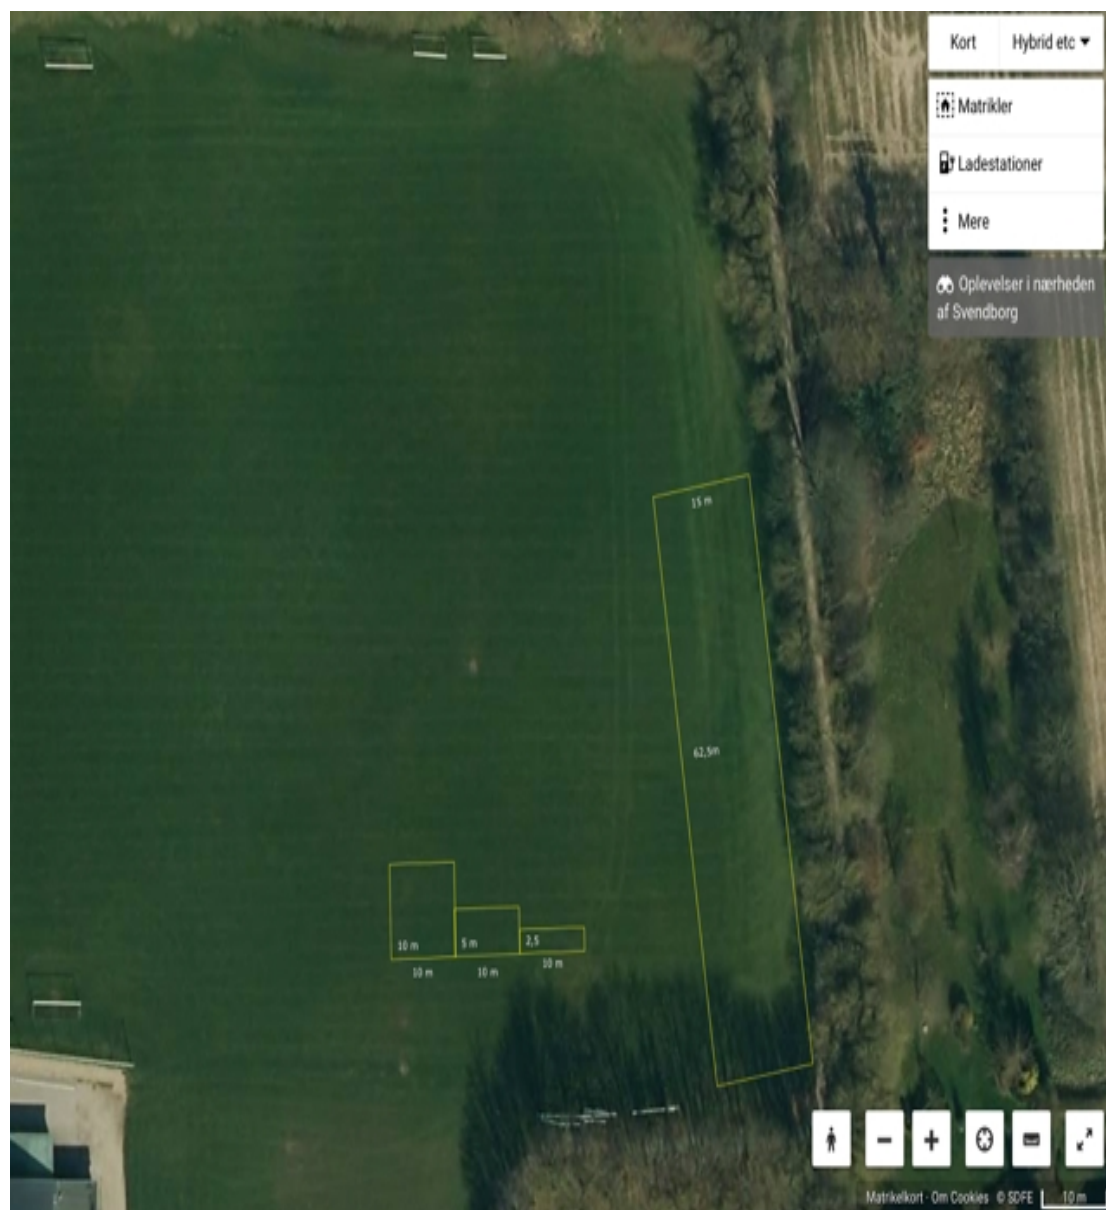 Kort
Hybrid etc
Matrikler
Ladestationer
Mere
Oplevelser i nærheden
af Svendborg
15 m
62,5m
10 m
5 m
2,5
10 m
10 m
10 m
Matrikelkort · Om Cookies © SDFE
10 m